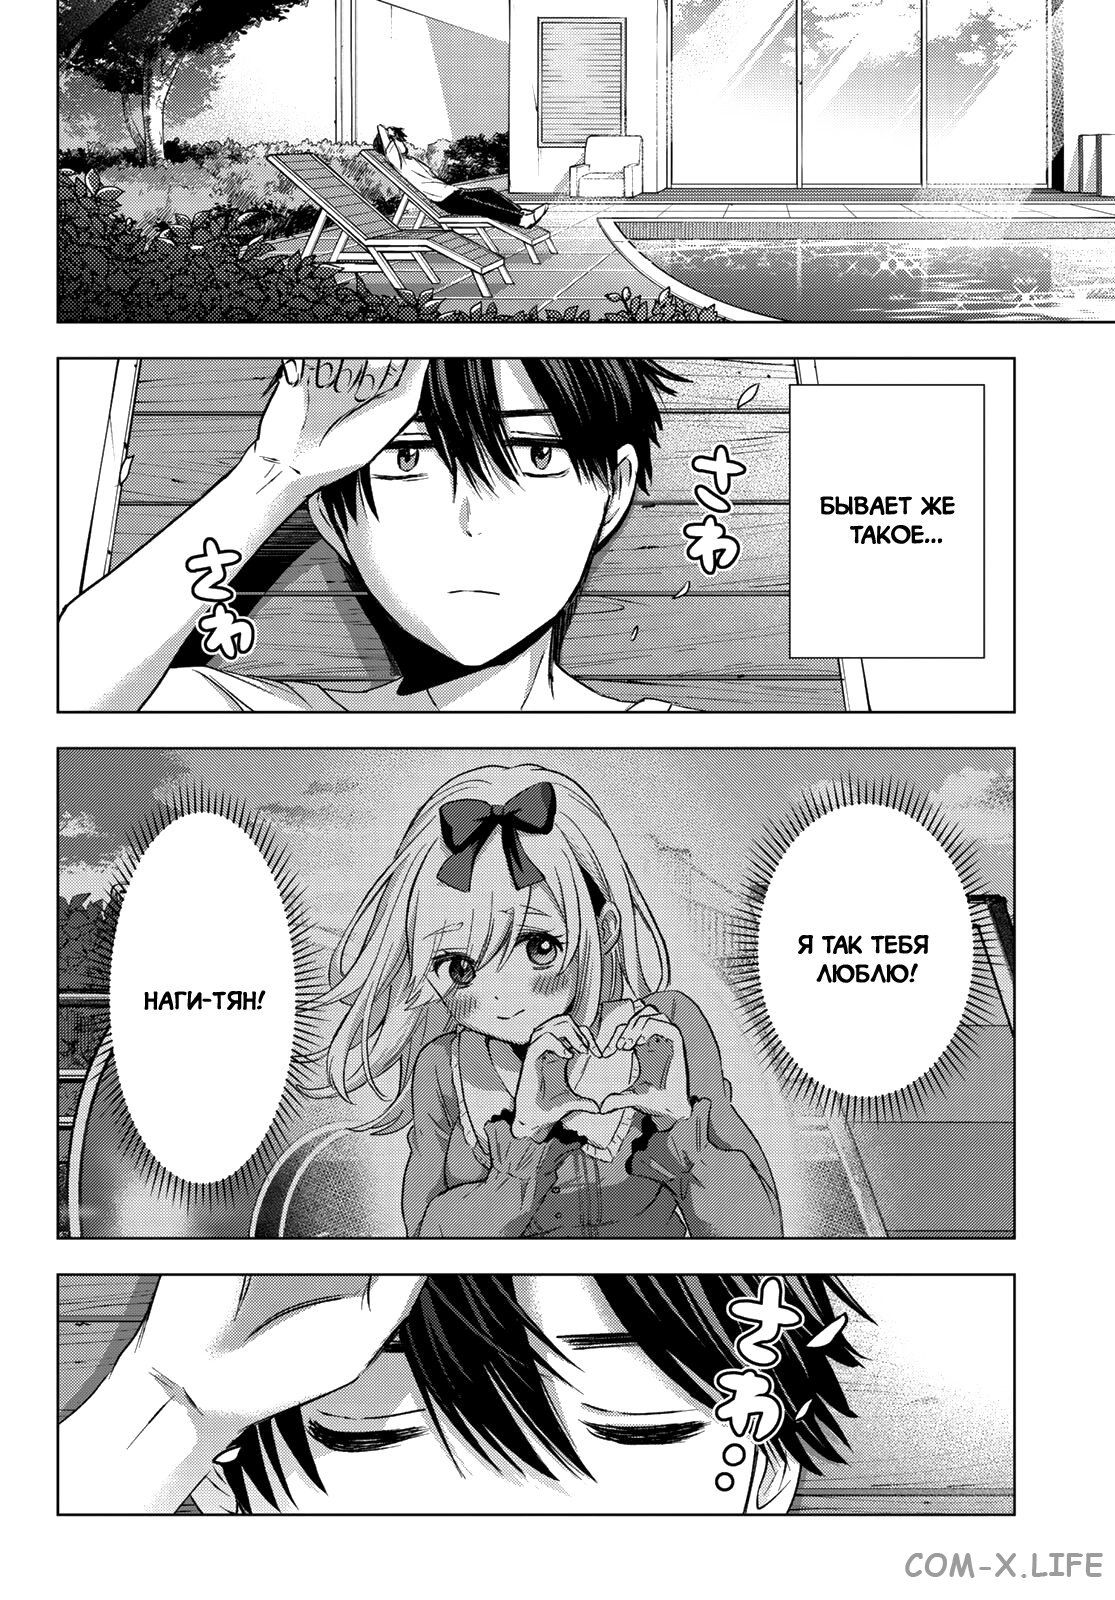 БЫВАЕТ ЖЕ
ТАКОЕ...
さわ
さわ
Я ТАК ТЕБЯ
ЛЮБЛЮ!
НАГИ-ТЯН!
さわ...
COM-X.LIFE